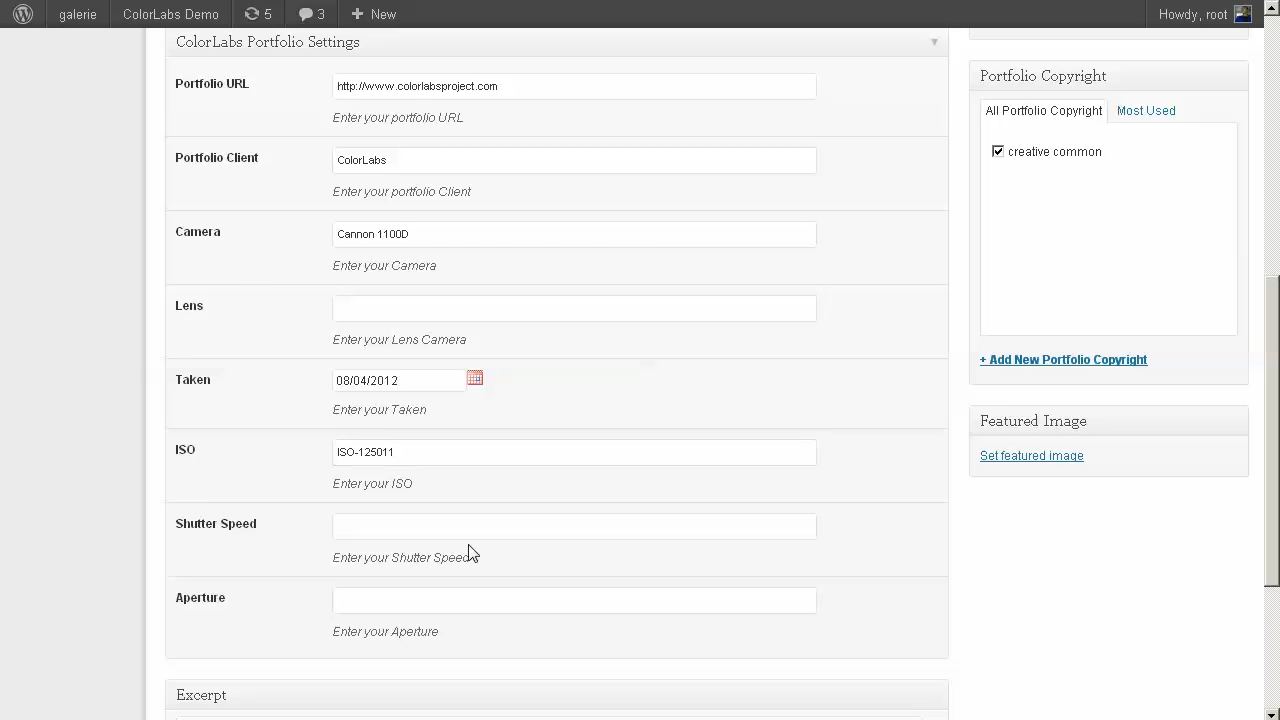 galerie ColorLabs Demo 5 3 + New Howdy, root
ColorLabs Portfolio Settings
Portfolio URL
http://www.colorlabsproject.com
Enter your portfolio URL
Portfolio Client
ColorLabs
Enter your portfolio Client
Camera
Cannon 1100D
Enter your Camera
Lens
Enter your Lens Camera
Taken
08/04/2012
Enter your Taken
ISO
ISO-125011
Enter your ISO
Shutter Speed
Enter your Shutter Speed
Aperture
Enter your Aperture
Excerpt
Portfolio Copyright
All Portfolio Copyright Most Used
creative common
+ Add New Portfolio Copyright
Featured Image
Set featured image